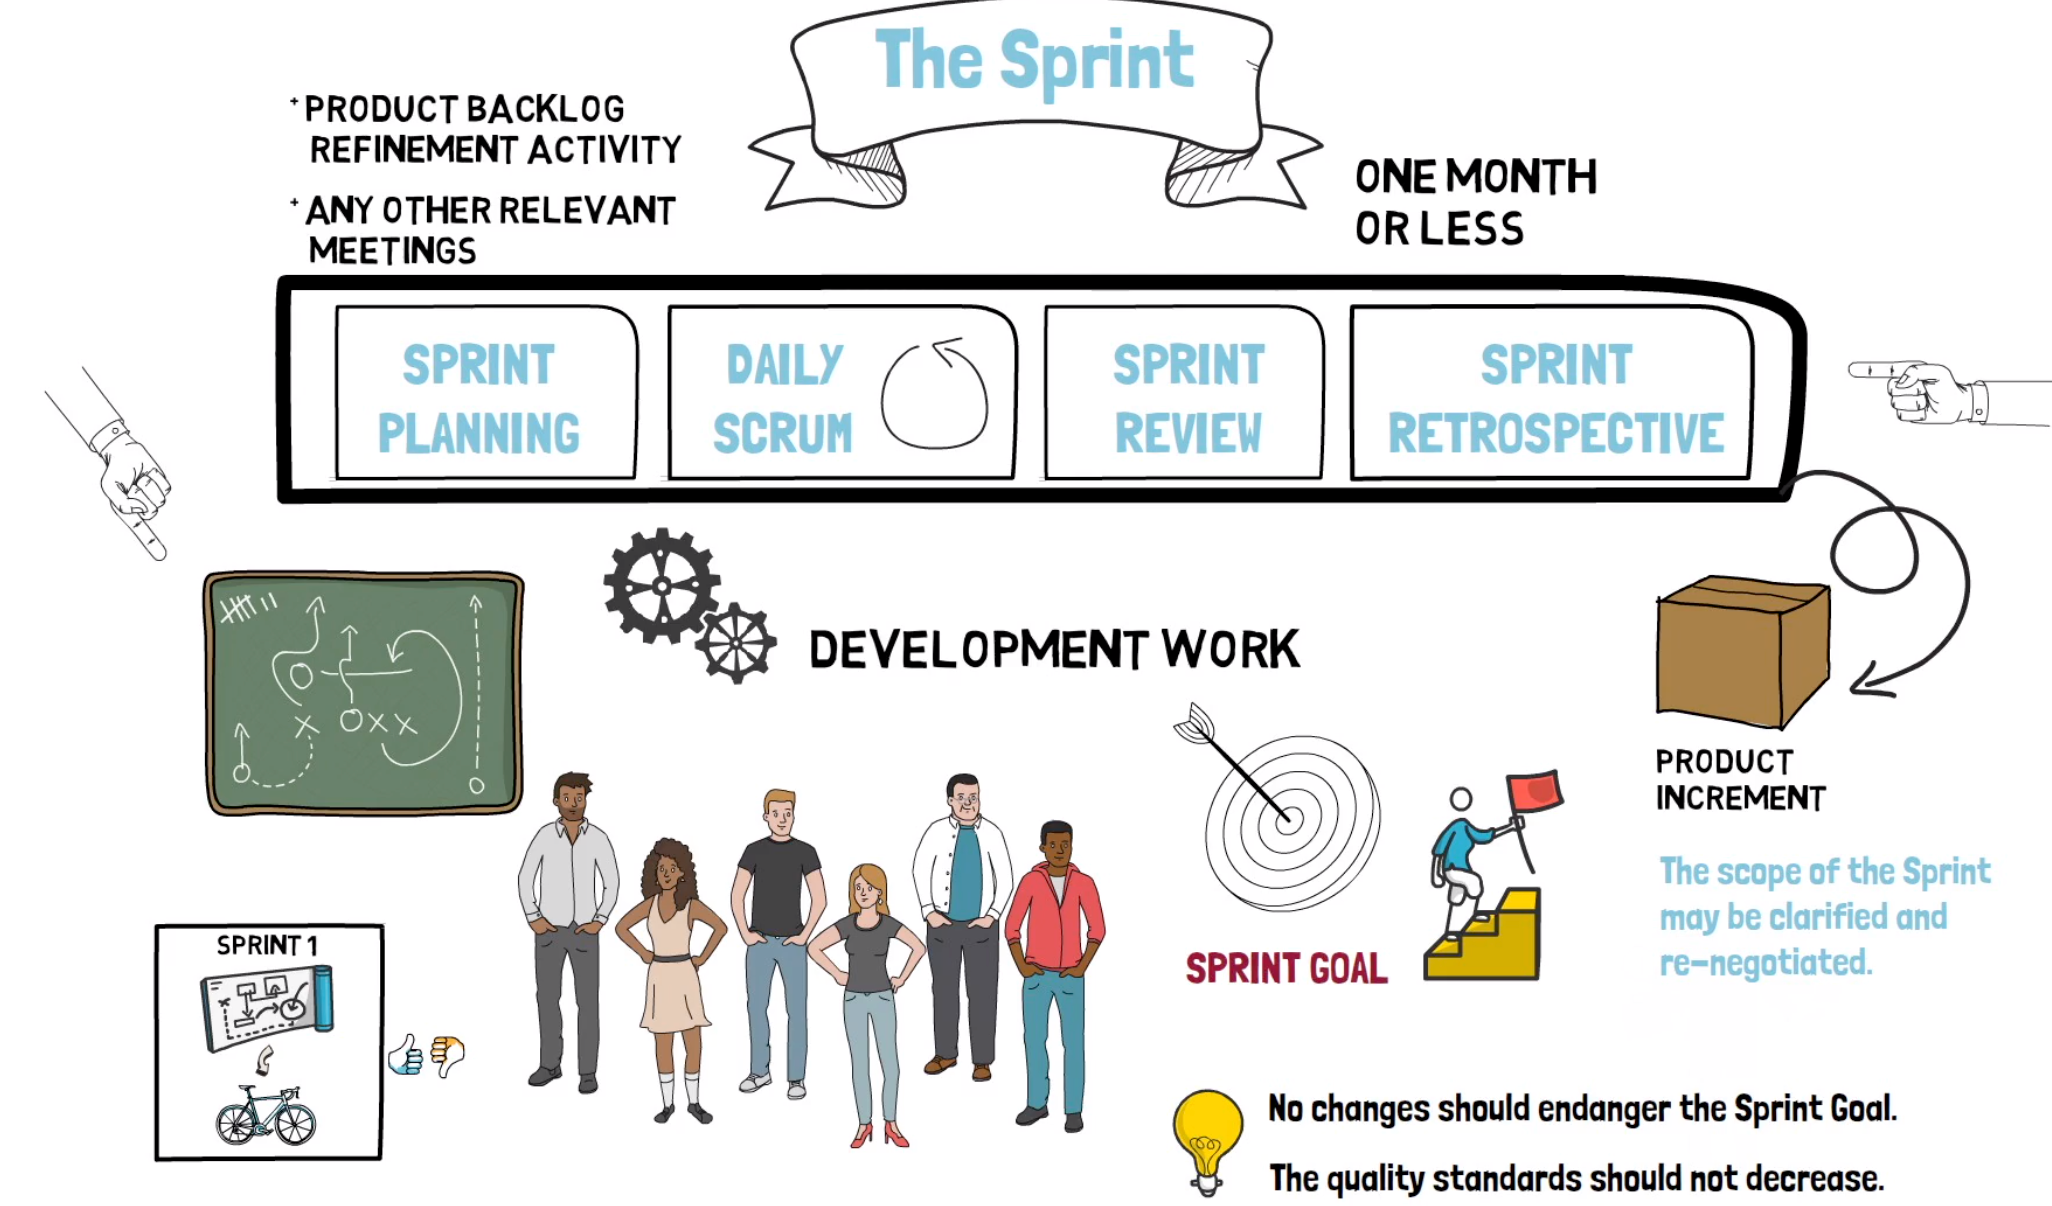 The Sprint
+ PRODUCT BACKLOG
REFINEMENT ACTIVITY
+ ANY OTHER RELEVANT
MEETINGS
ONE MONTH
OR LESS
SPRINT
PLANNING
DAILY
SCRUM
SPRINT
REVIEW
SPRINT
RETROSPECTIVE
DEVELOPMENT WORK
PRODUCT
INCREMENT
The scope of the Sprint
may be clarified and
re-negotiated.
SPRINT GOAL
SPRINT 1
No changes should endanger the Sprint Goal.
The quality standards should not decrease.